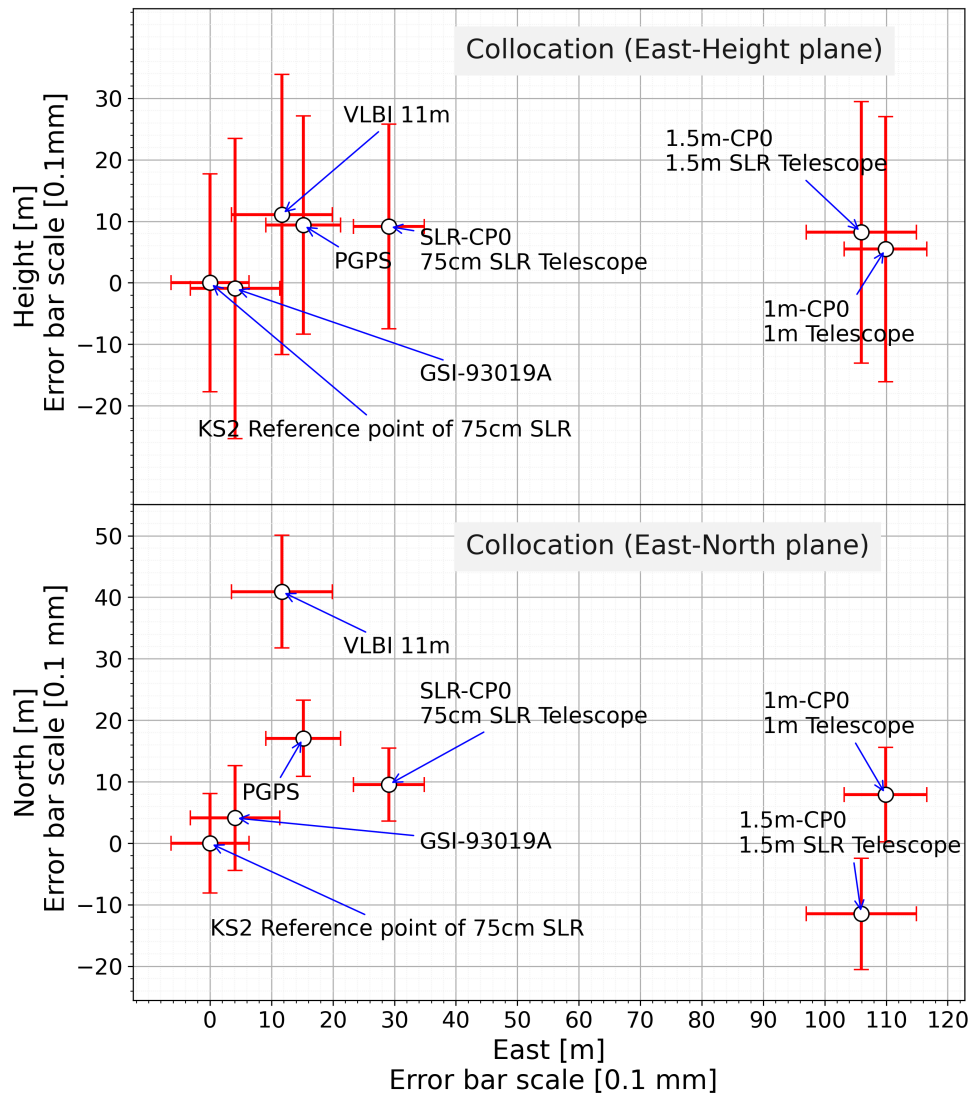 Collocation (East-Height plane)
VLBI 11m
1.5m-CP0
1.5m SLR Telescope
PGPS
SLR-CP0
75cm SLR Telescope
1m-CP0
1m Telescope
GSI-93019A
KS2 Reference point of 75cm SLR
Height [m]
Error bar scale [0.1mm]
30
20
10
0
−10
−20
Collocation (East-North plane)
VLBI 11m
SLR-CP0
75cm SLR Telescope
1m-CP0
1m Telescope
PGPS
GSI-93019A
1.5m-CP0
1.5m SLR Telescope
KS2 Reference point of 75cm SLR
North [m]
Error bar scale [0.1 mm]
50
40
30
20
10
0
−10
−20
0 10 20 30 40 50 60 70 80 90 100 110 120
East [m]
Error bar scale [0.1 mm]